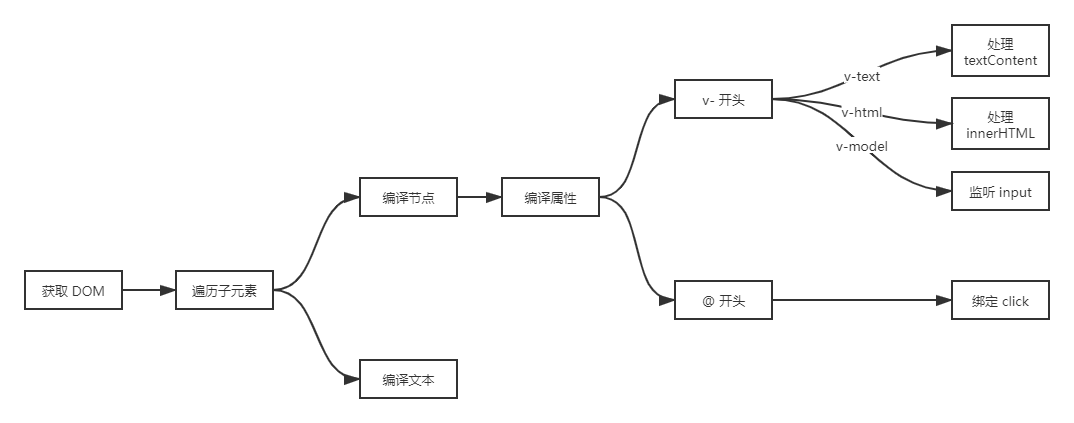 处理
textContent
v-text
v- 开头
v-html
处理
innerHTML
v-model
编译节点
编译属性
监听 input
获取 DOM
遍历子元素
@ 开头
绑定 click
编译文本